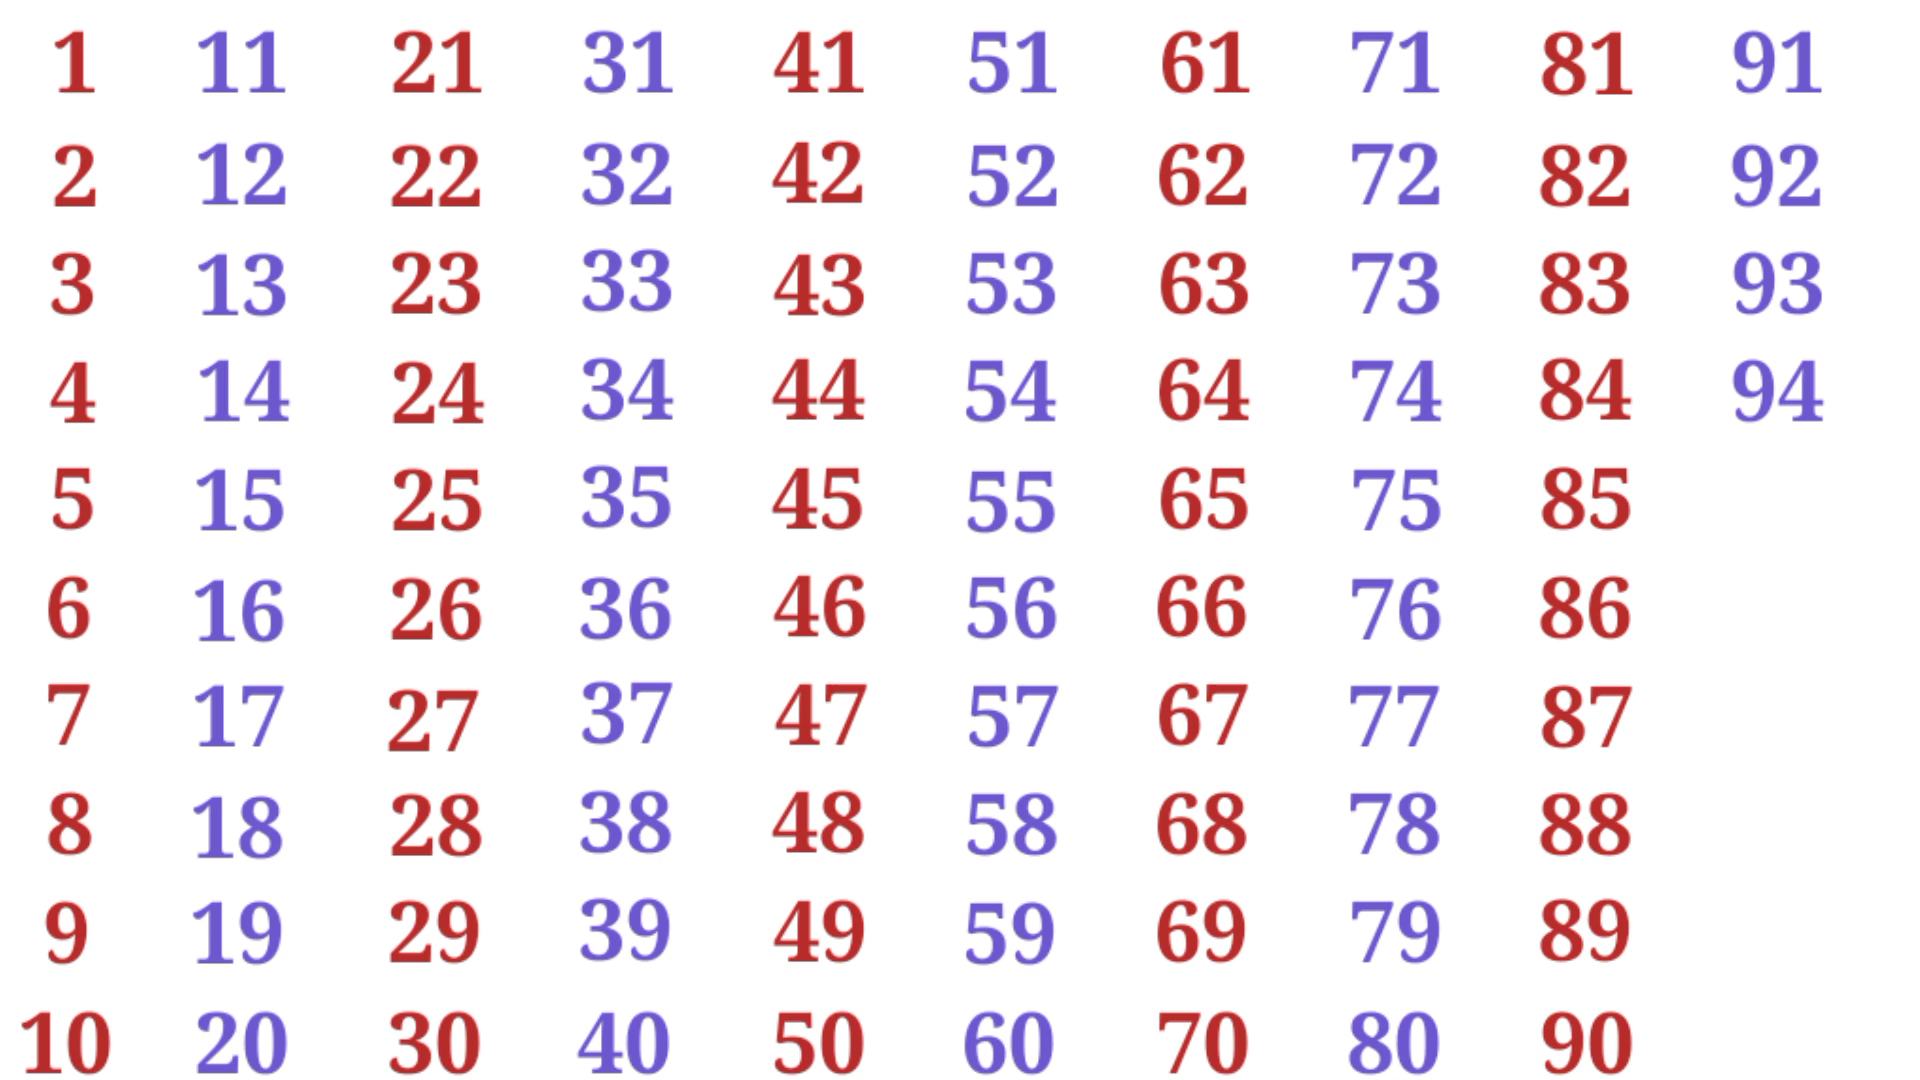 1 11 21 31 41 51 61 71 81 91
2 12 22 32 42 52 62 72 82 92
3 13 23 33 43 53 63 73 83 93
4 14 24 34 44 54 64 74 84 94
5 15 25 35 45 55 65 75 85
6 16 26 36 46 56 66 76 86
7 17 27 37 47 57 67 77 87
8 18 28 38 48 58 68 78 88
9 19 29 39 49 59 69 79 89
10 20 30 40 50 60 70 80 90